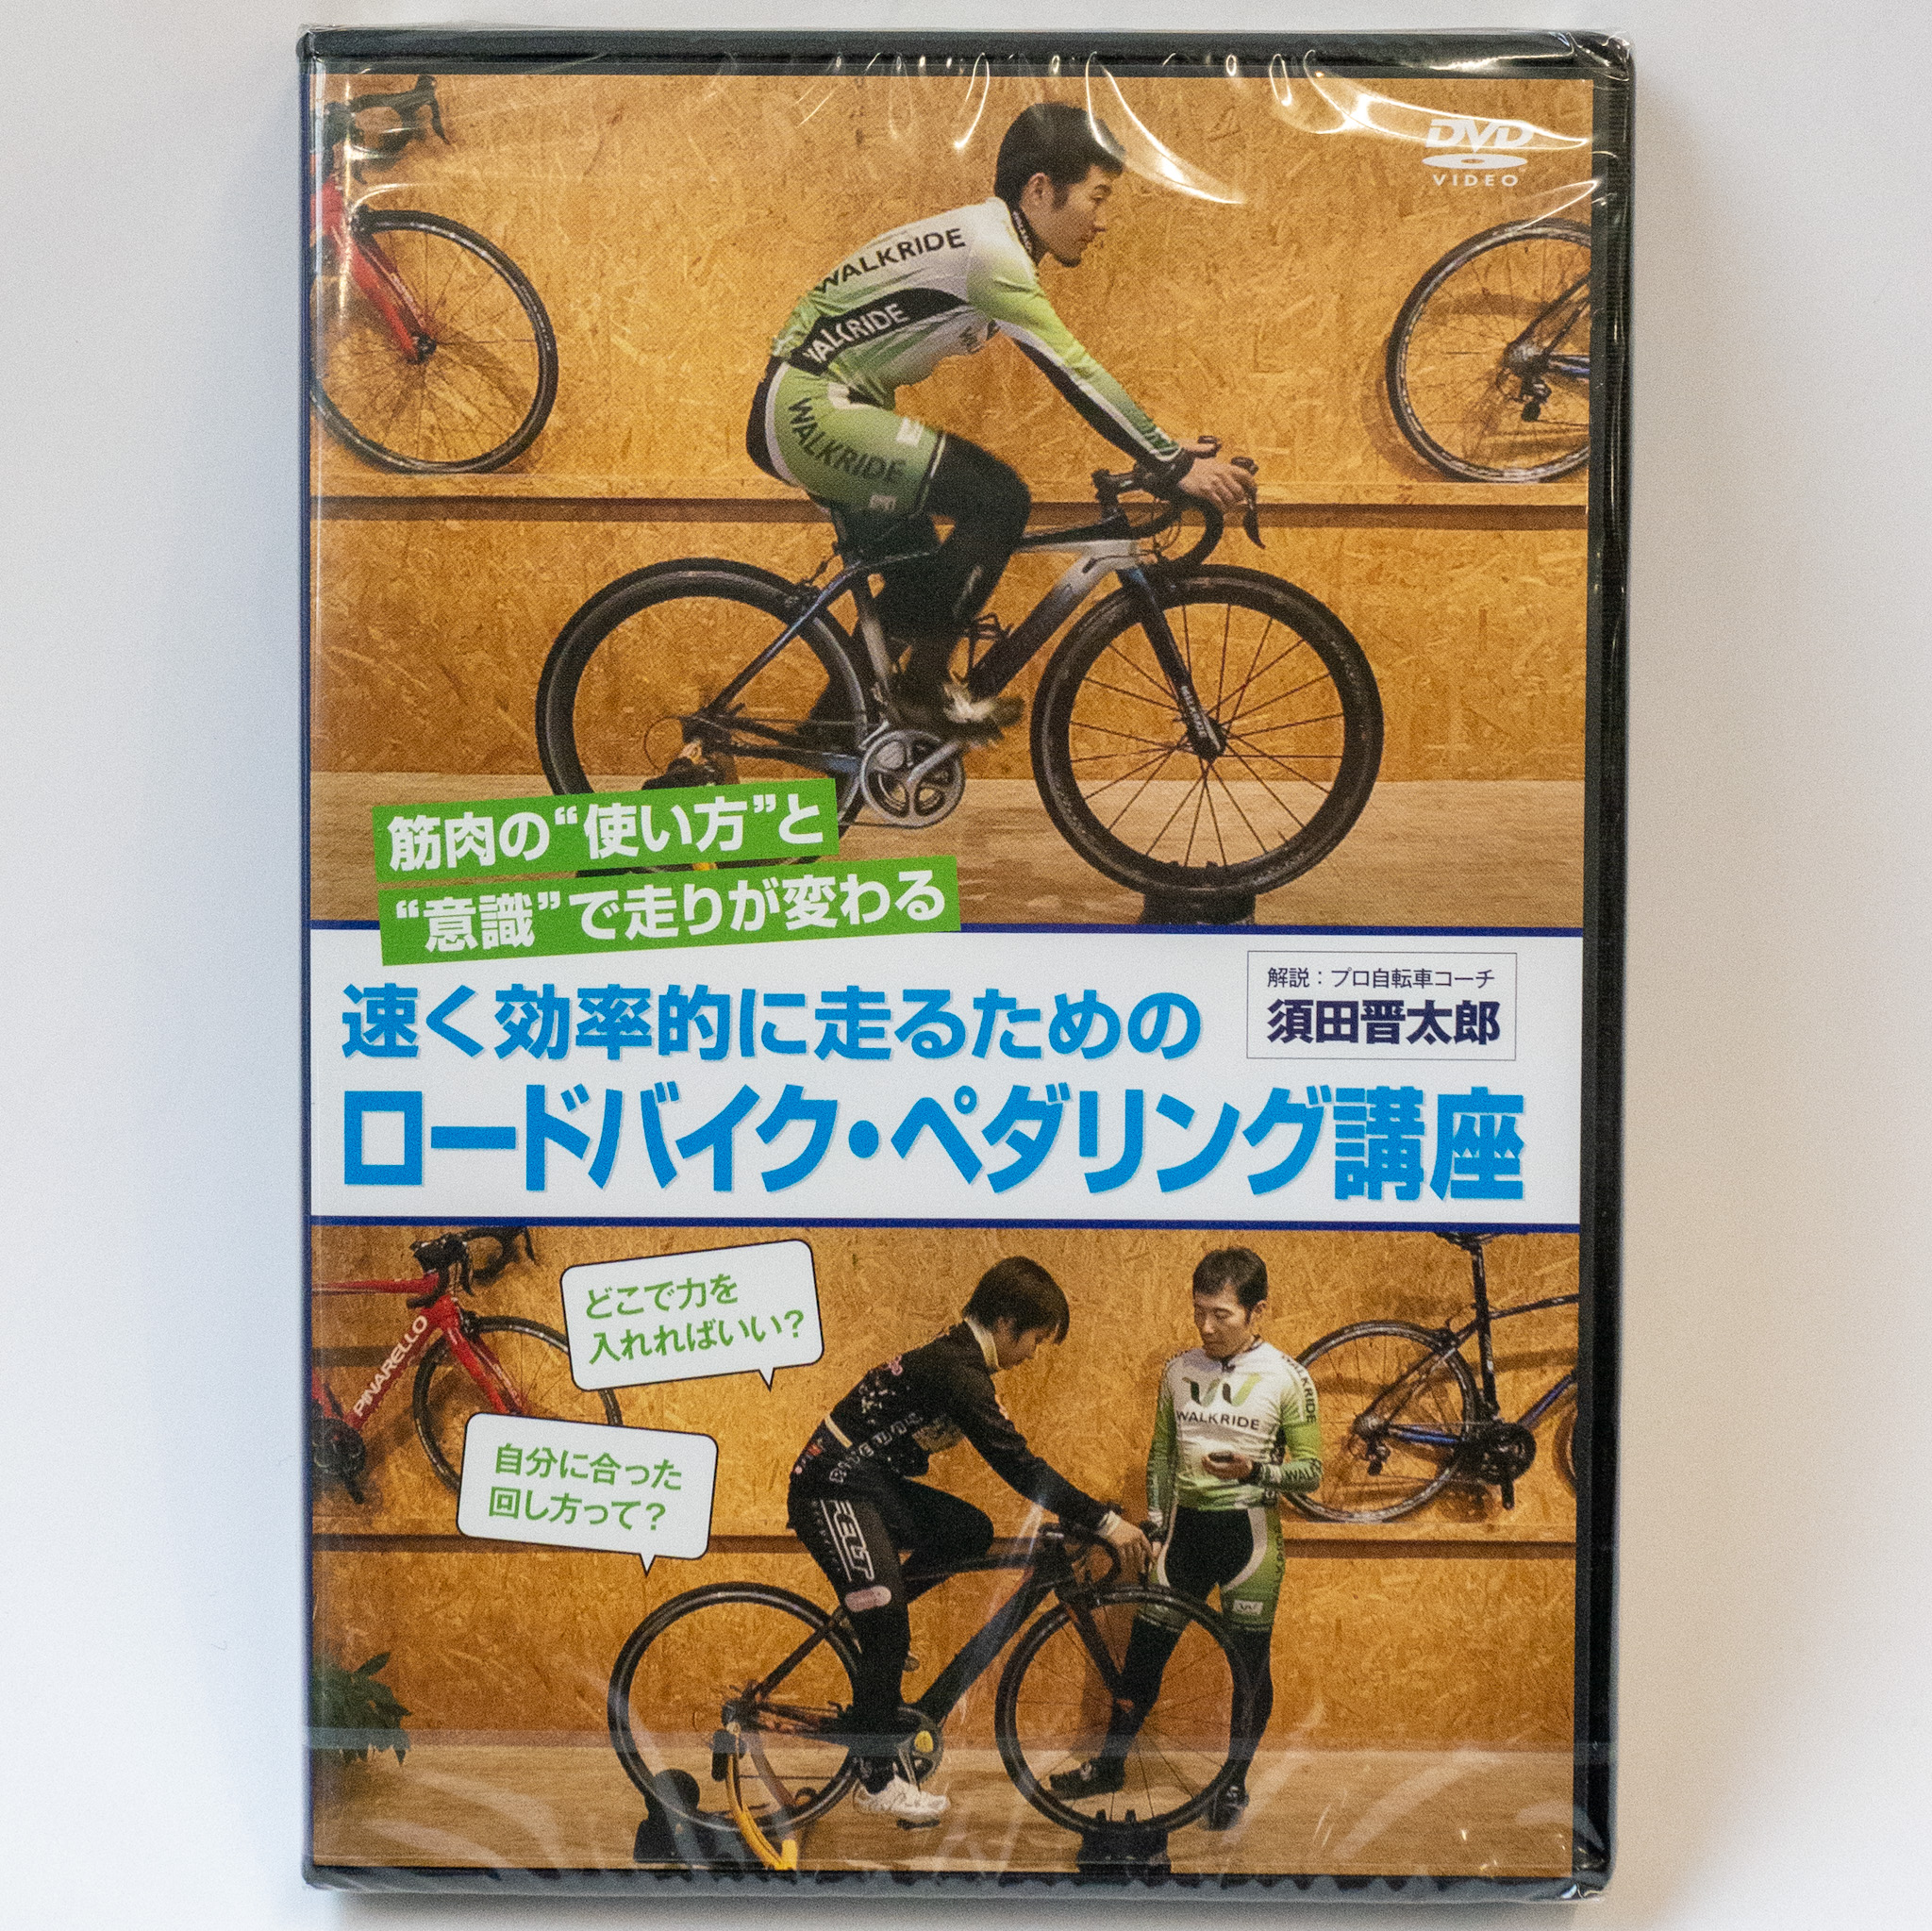 DVD
VIDEO
WALKRIDE
WALKRIDE
WALKRIDE
筋肉の“使い方”と
“意識”で走りが変わる
解説：プロ自転車コーチ
須田晋太郎
速く効率的に走るための
ロードバイク・ペダリング講座
どこで力を
入れればいい？
自分に合った
回し方って？
PINARELLO
WALKRIDE
WALKRIDE